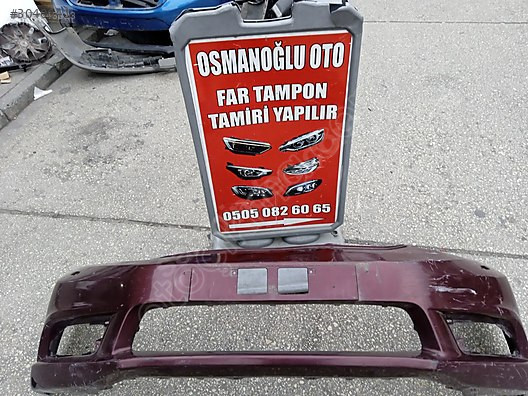 OSMANOĞLU OTO
FAR TAMPON
TAMİRİ YAPILIR
0505 082 60 65